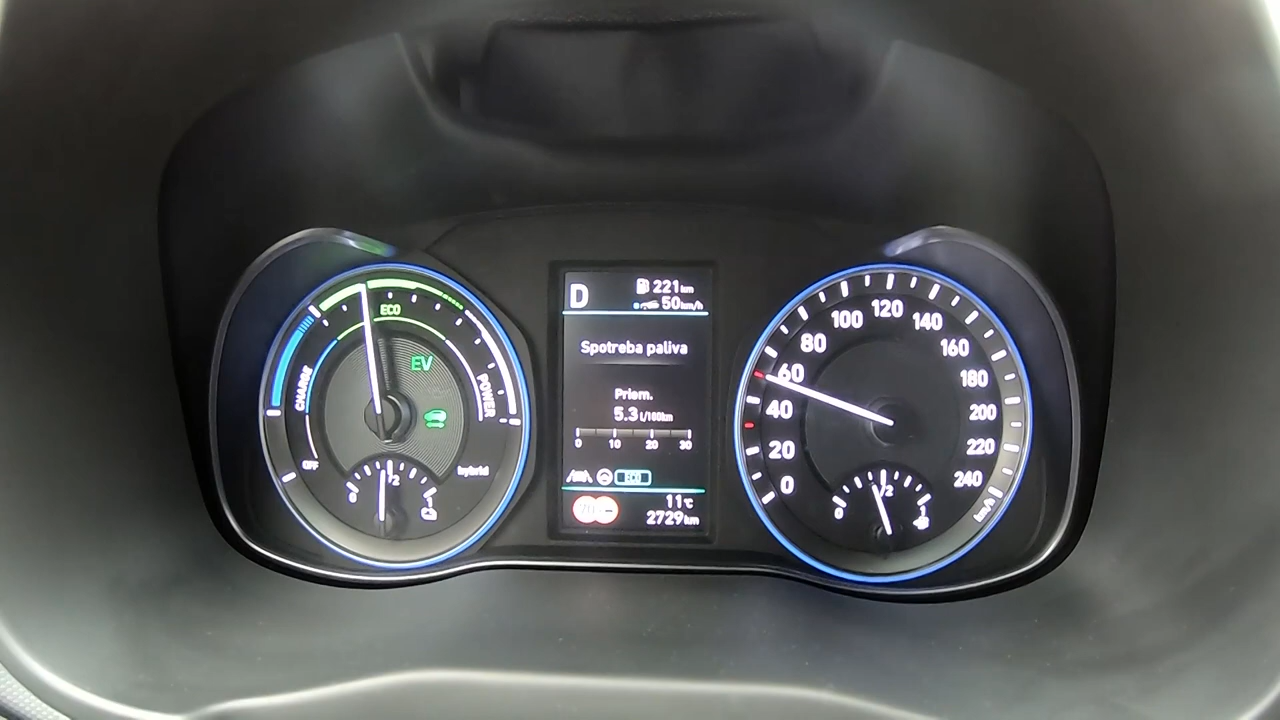 CHARGE
ECO
POWER
OFF
EV
hybrid
0
1/2
D
221 km
50 km/h
Spotreba paliva
Priem.
5.3 l/100km
0 10 20 30
ECO
70 -
11°C
2729 km
0
20
40
60
80
100
120
140
160
180
200
220
240
km/h
0
1/2